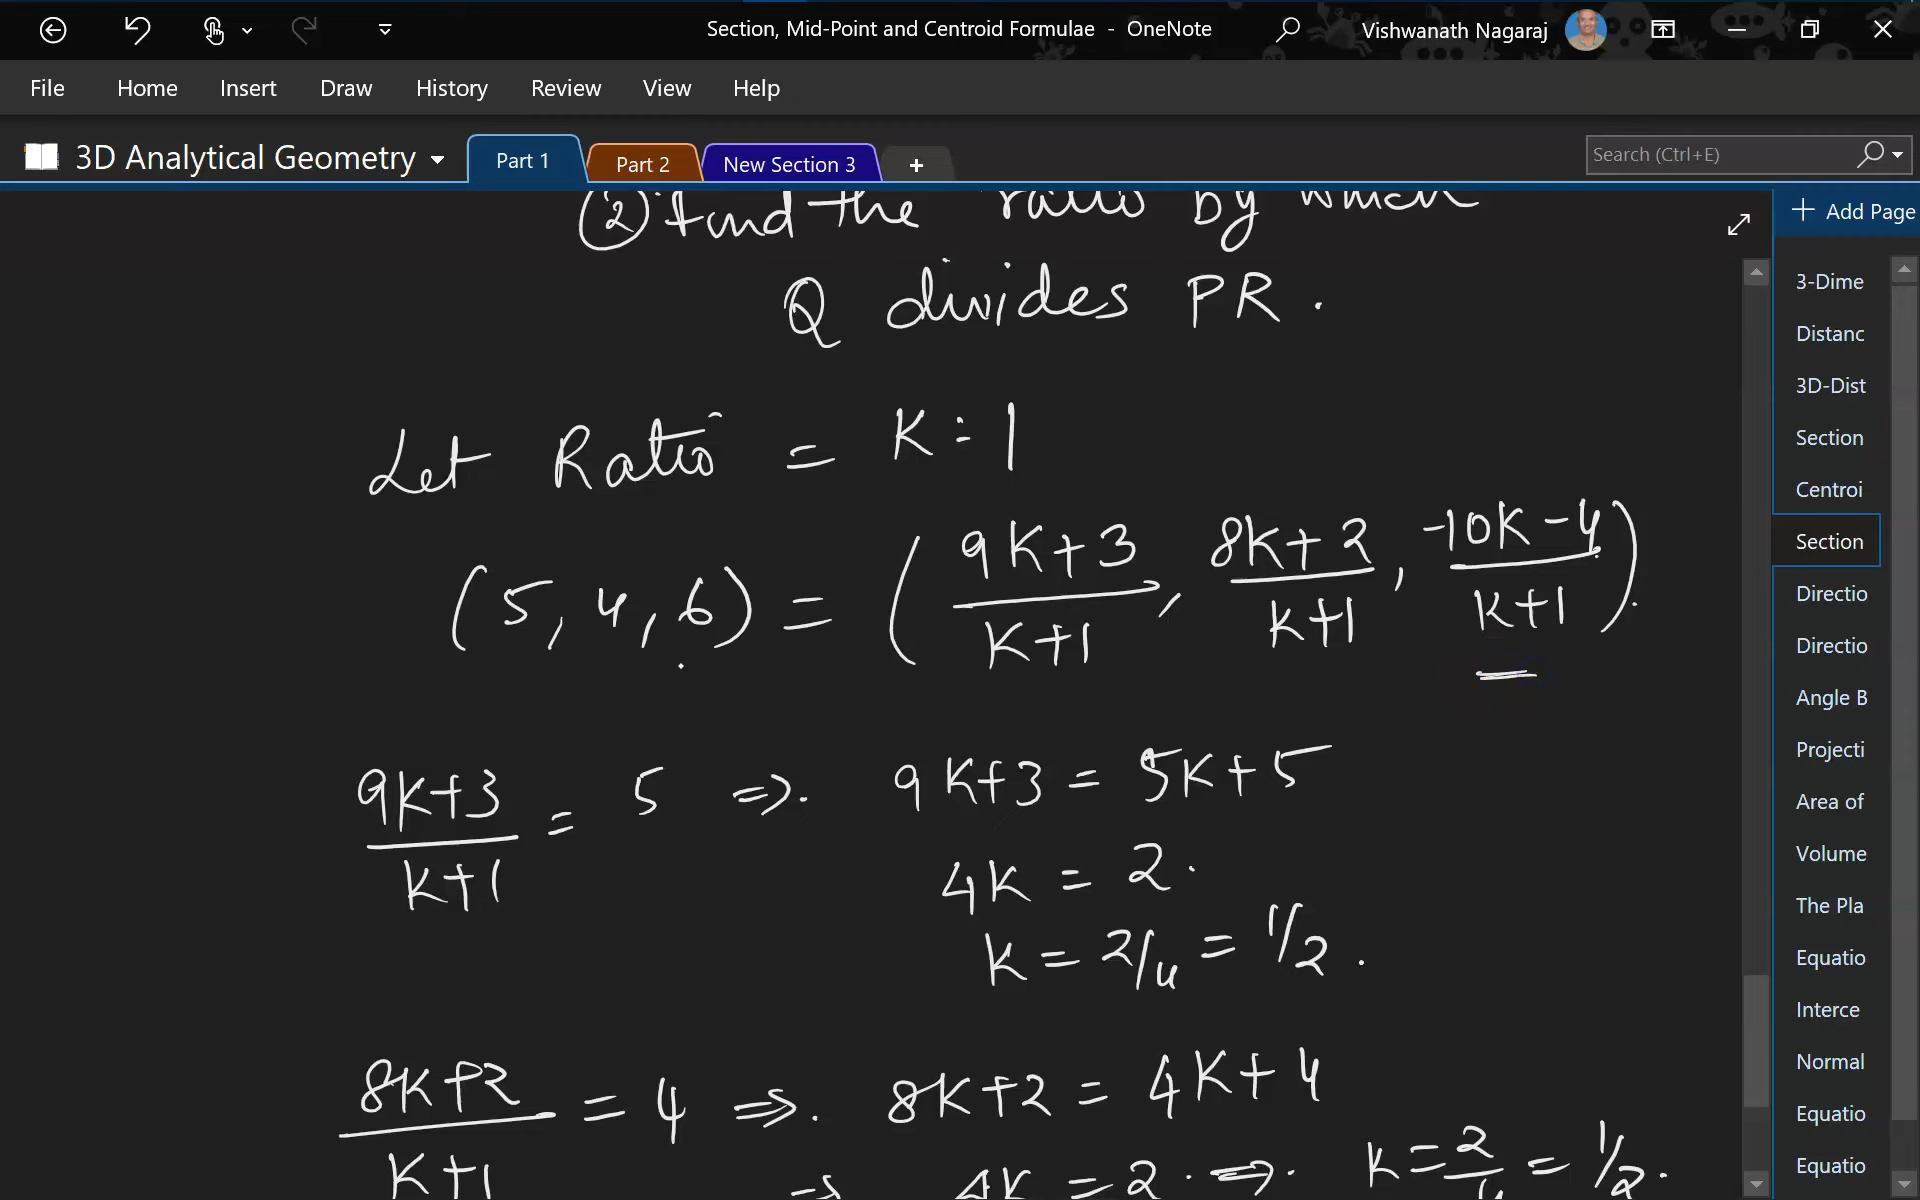 Section, Mid-Point and Centroid Formulae - OneNote
Vishwanath Nagaraj
File Home Insert Draw History Review View Help
3D Analytical Geometry
Part 1
Part 2
New Section 3
+
Search (Ctrl+E)
(2) Find the ratio by which
Q divides PR.
Let Ratio = K:1
(5, 4, 6) = (9K+3/K+1, 8K+2/K+1, -10K-4/K+1).
9K+3/K+1 = 5 => 9K+3 = 5K+5
4K = 2.
K = 2/4 = 1/2.
8K+2/K+1 = 4 => 8K+2 = 4K+4
=> 4K = 2. => K = 2/4 = 1/2.
+ Add Page
3-Dime
Distanc
3D-Dist
Section
Centroi
Section
Directio
Directio
Angle B
Projecti
Area of
Volume
The Pla
Equatio
Interce
Normal
Equatio
Equatio